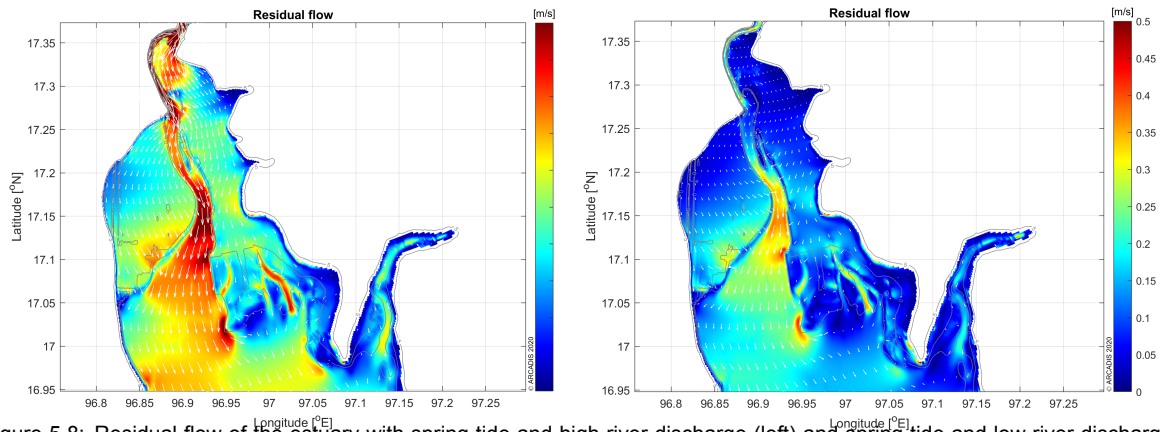 Residual flow
[m/s]
17.35
17.3
17.25
17.2
17.15
17.1
17.05
17
16.95
Latitude [°N]
96.8 96.85 96.9 96.95 97 97.05 97.1 97.15 97.2 97.25
Longitude [°E]
© ARCADIS 2020
Residual flow
[m/s]
17.35
17.3
17.25
17.2
17.15
17.1
17.05
17
16.95
Latitude [°N]
96.8 96.85 96.9 96.95 97 97.05 97.1 97.15 97.2 97.25
Longitude [°E]
0.5
0.45
0.4
0.35
0.3
0.25
0.2
0.15
0.1
0.05
0
© ARCADIS 2020
gure 5.8: Residual flow of the estuary with spring tide and high river discharge (left) and spring tide and low river discharg